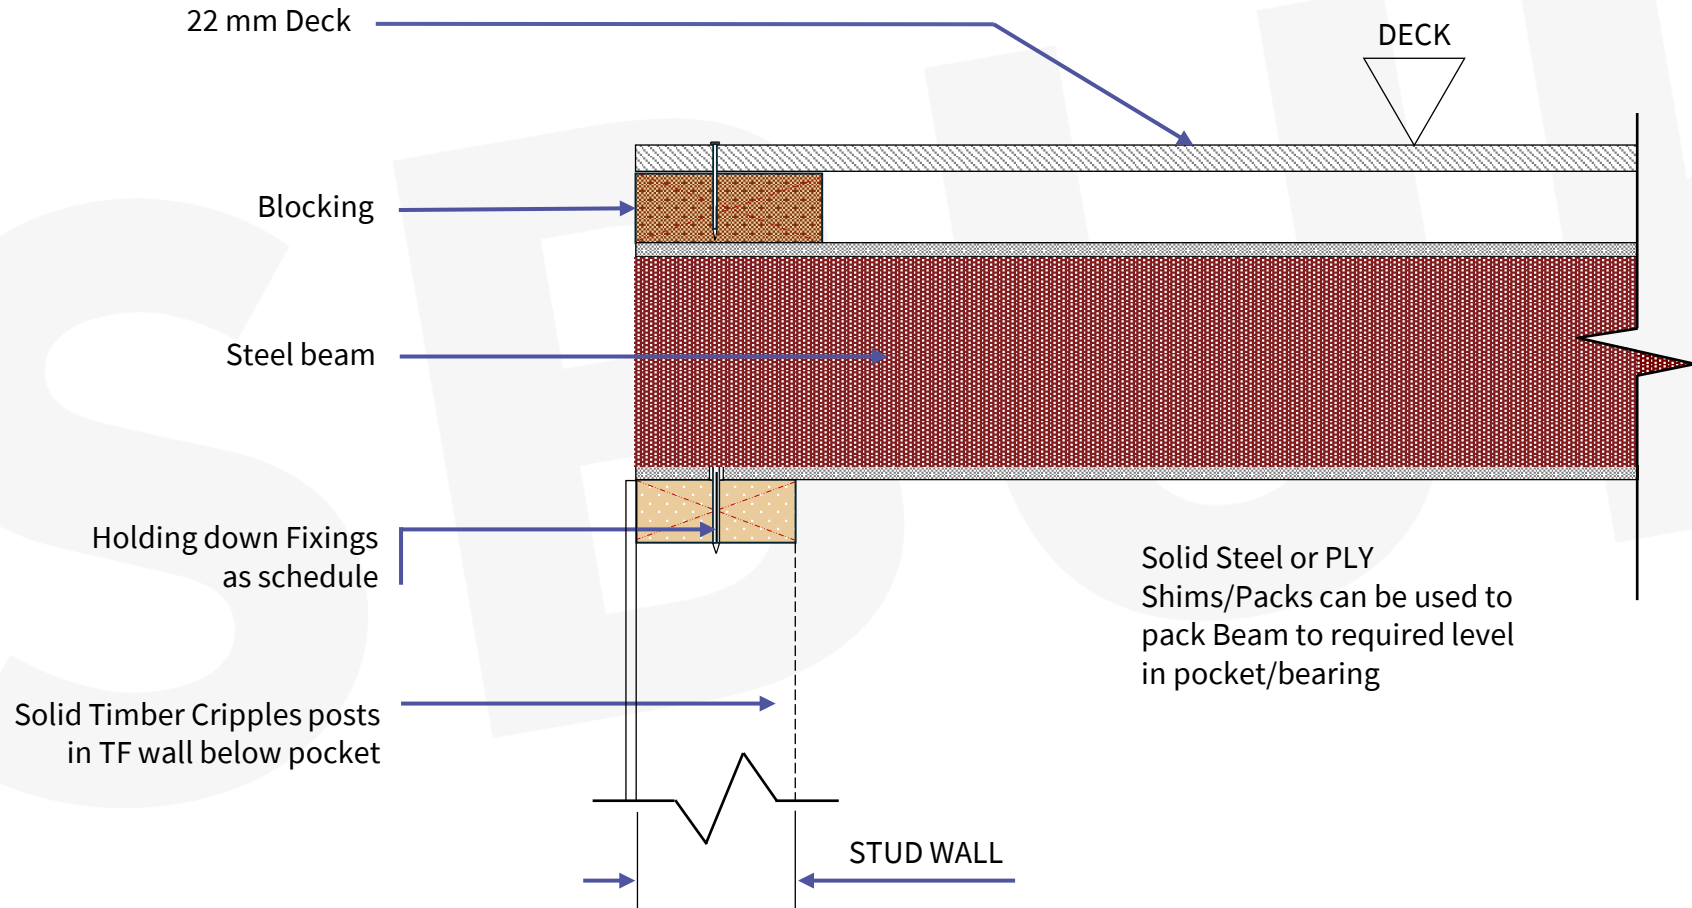 22 mm Deck
DECK
Blocking
Steel beam
Holding down Fixings
as schedule
Solid Steel or PLY
Shims/Packs can be used to
pack Beam to required level
in pocket/bearing
Solid Timber Cripples posts
in TF wall below pocket
STUD WALL